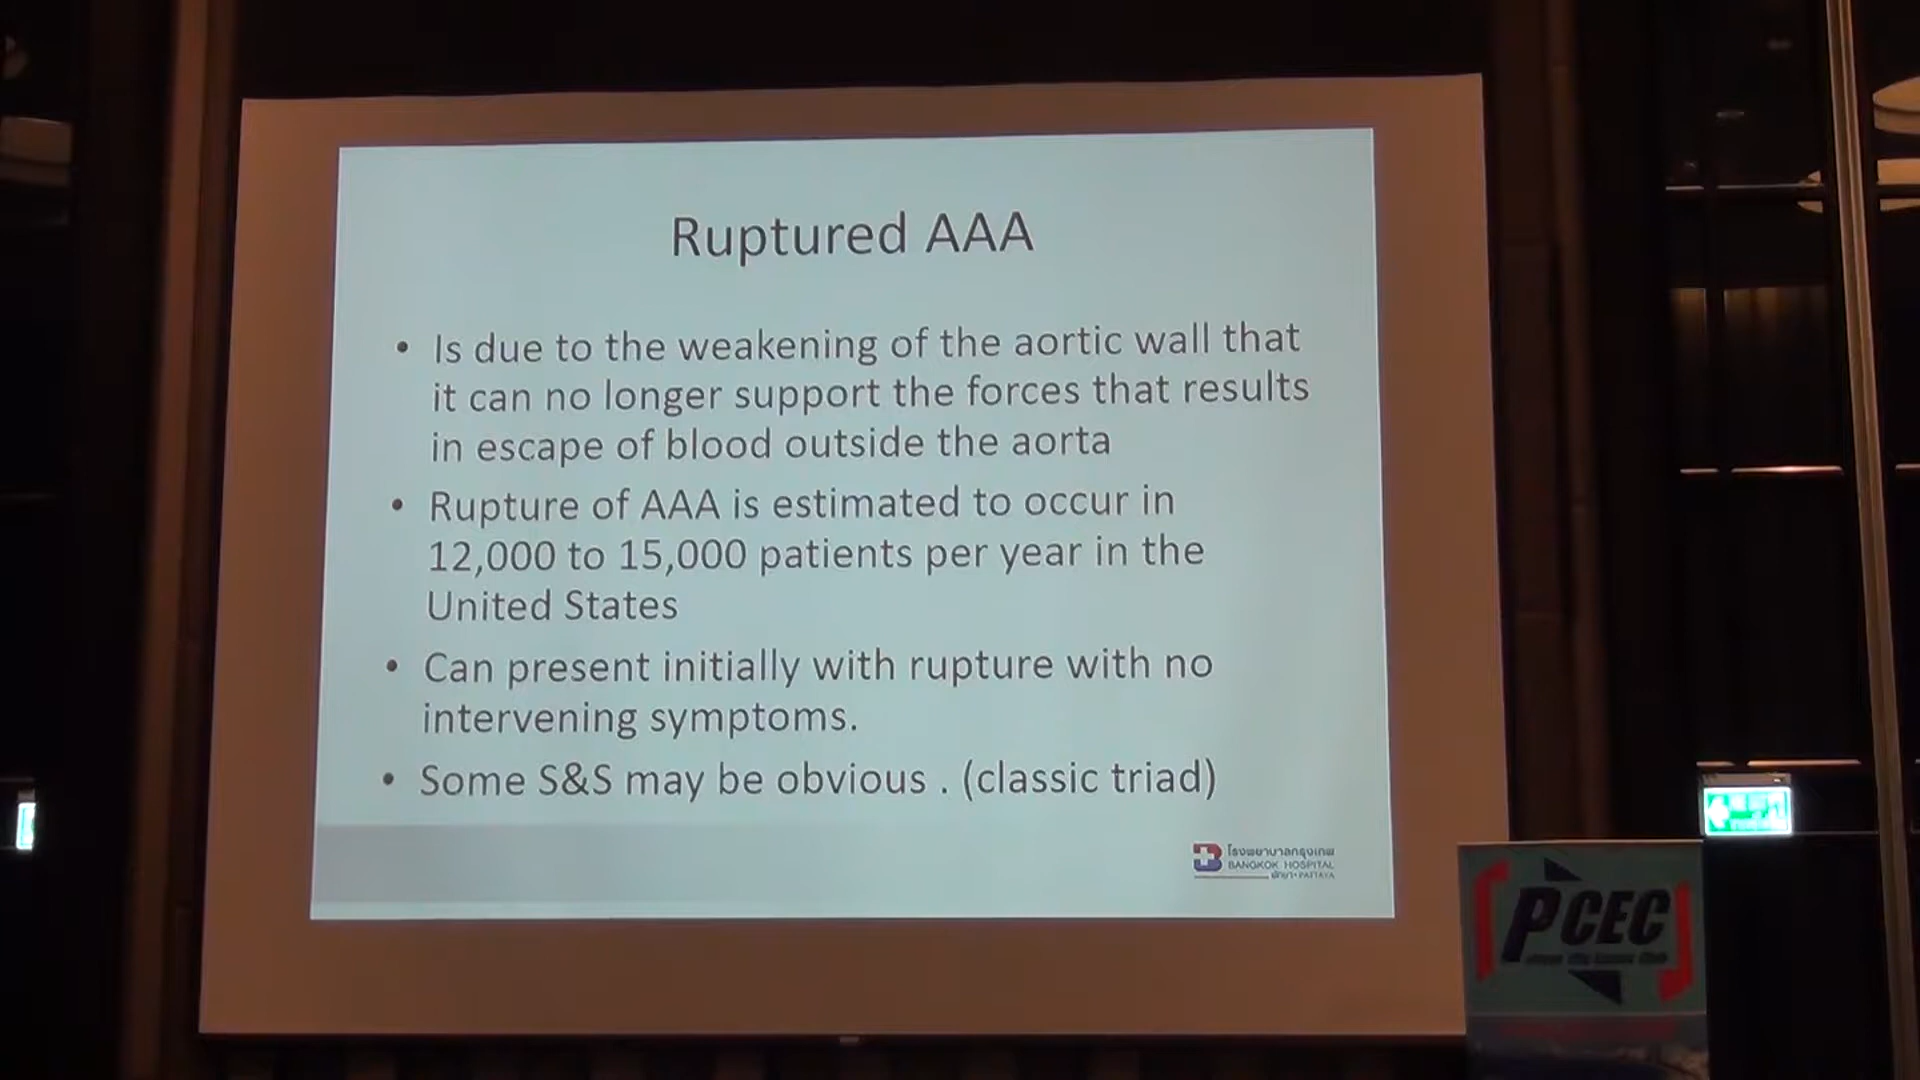 Ruptured AAA
• Is due to the weakening of the aortic wall that
it can no longer support the forces that results
in escape of blood outside the aorta
• Rupture of AAA is estimated to occur in
12,000 to 15,000 patients per year in the
United States
• Can present initially with rupture with no
intervening symptoms.
• Some S&S may be obvious . (classic triad)
โรงพยาบาลกรุงเทพ
BANGKOK HOSPITAL
พัทยา • PATTAYA
PCEC